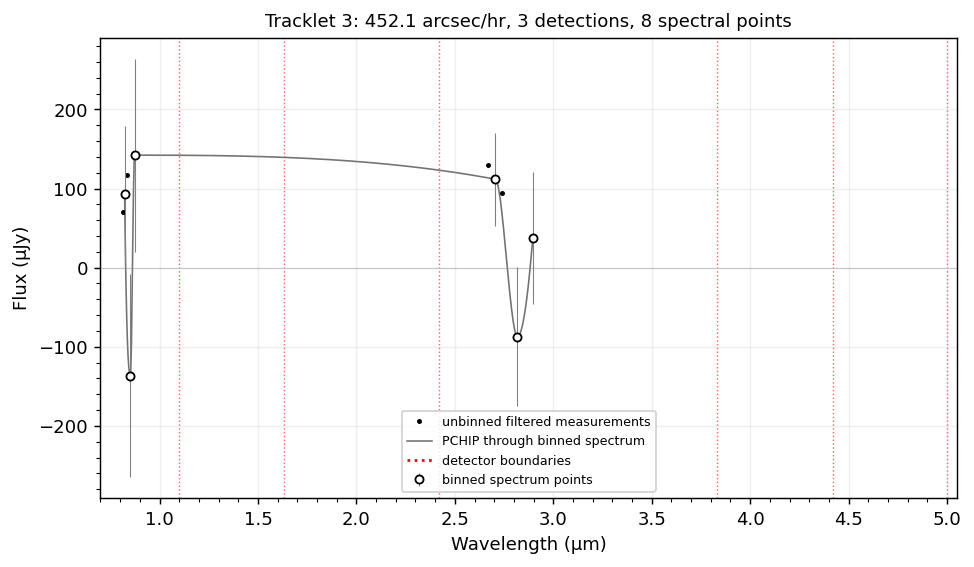 Tracklet 3: 452.1 arcsec/hr, 3 detections, 8 spectral points
Flux (μJy)
200
100
0
−100
−200
unbinned filtered measurements
PCHIP through binned spectrum
detector boundaries
binned spectrum points
1.0 1.5 2.0 2.5 3.0 3.5 4.0 4.5 5.0
Wavelength (μm)